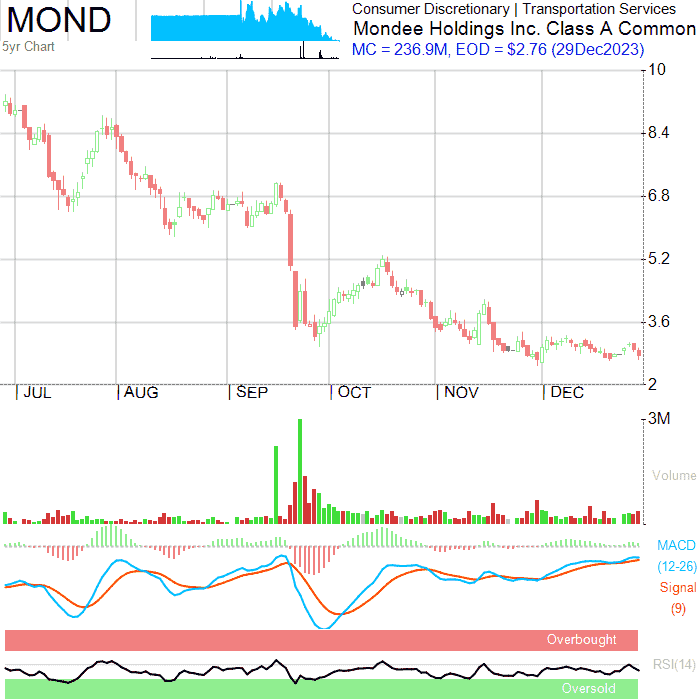 MOND
5yr Chart
Consumer Discretionary | Transportation Services
Mondee Holdings Inc. Class A Common
MC = 236.9M, EOD = $2.76 (29Dec2023)
10
8.4
6.8
5.2
3.6
2
JUL AUG SEP OCT NOV DEC
3M
Volume
MACD
(12-26)
Signal
(9)
Overbought
RSI(14)
Oversold